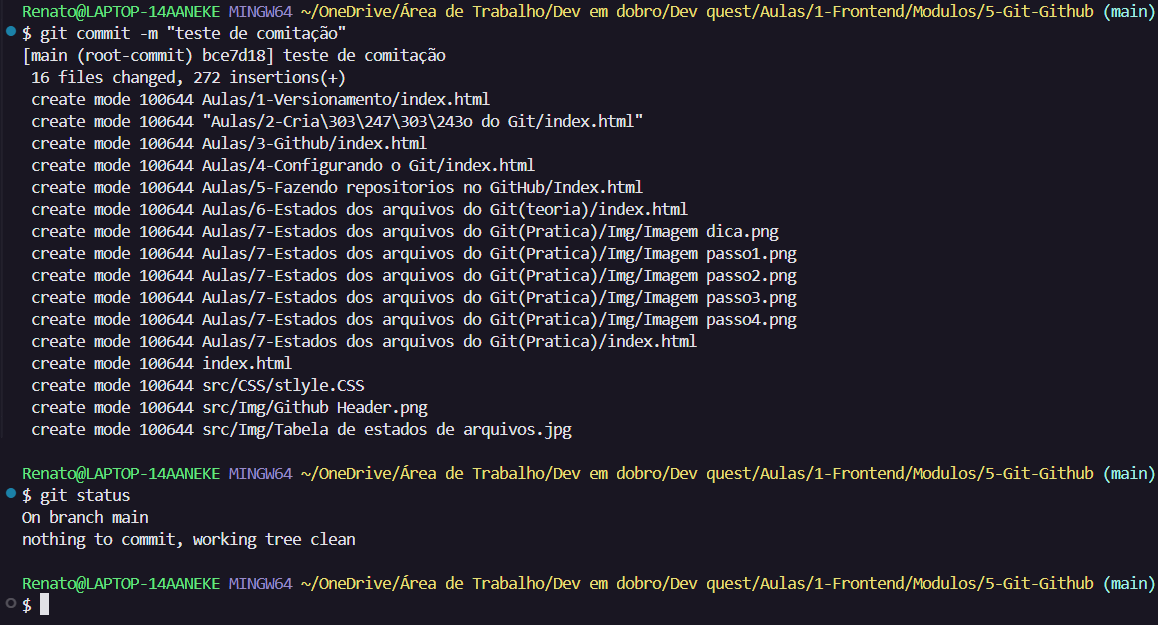 Renato@LAPTOP-14AANEKE MINGW64 ~/OneDrive/Área de Trabalho/Dev em dobro/Dev quest/Aulas/1-Frontend/Modulos/5-Git-Github (main)
$ git commit -m "teste de comitação"
[main (root-commit) bce7d18] teste de comitação
16 files changed, 272 insertions(+)
create mode 100644 Aulas/1-Versionamento/index.html
create mode 100644 "Aulas/2-Cria\303\247\303\243o do Git/index.html"
create mode 100644 Aulas/3-Github/index.html
create mode 100644 Aulas/4-Configurando o Git/index.html
create mode 100644 Aulas/5-Fazendo repositorios no GitHub/Index.html
create mode 100644 Aulas/6-Estados dos arquivos do Git(teoria)/index.html
create mode 100644 Aulas/7-Estados dos arquivos do Git(Pratica)/Img/Imagem dica.png
create mode 100644 Aulas/7-Estados dos arquivos do Git(Pratica)/Img/Imagem passo1.png
create mode 100644 Aulas/7-Estados dos arquivos do Git(Pratica)/Img/Imagem passo2.png
create mode 100644 Aulas/7-Estados dos arquivos do Git(Pratica)/Img/Imagem passo3.png
create mode 100644 Aulas/7-Estados dos arquivos do Git(Pratica)/Img/Imagem passo4.png
create mode 100644 Aulas/7-Estados dos arquivos do Git(Pratica)/index.html
create mode 100644 index.html
create mode 100644 src/CSS/stlyle.CSS
create mode 100644 src/Img/Github Header.png
create mode 100644 src/Img/Tabela de estados de arquivos.jpg
Renato@LAPTOP-14AANEKE MINGW64 ~/OneDrive/Área de Trabalho/Dev em dobro/Dev quest/Aulas/1-Frontend/Modulos/5-Git-Github (main)
$ git status
On branch main
nothing to commit, working tree clean
Renato@LAPTOP-14AANEKE MINGW64 ~/OneDrive/Área de Trabalho/Dev em dobro/Dev quest/Aulas/1-Frontend/Modulos/5-Git-Github (main)
$